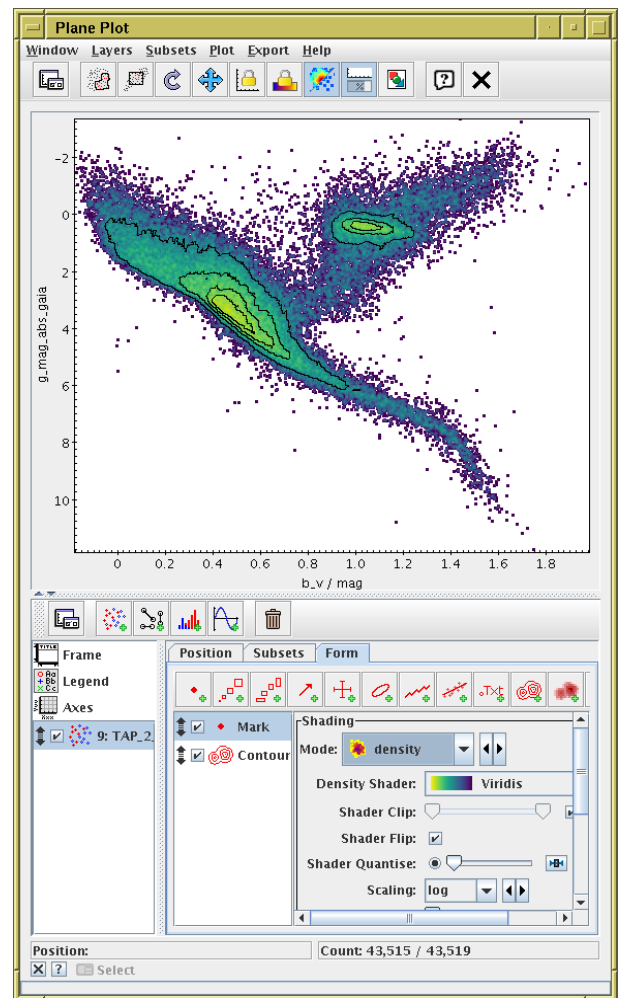 Plane Plot
Window Layers Subsets Plot Export Help
-2
0
2
4
6
8
10
g_mag_abs_gaia
0 0.2 0.4 0.6 0.8 1.0 1.2 1.4 1.6 1.8
b_v / mag
Frame
Legend
Axes
9: TAP_2_
Position Subsets Form
Mark
Contour
Shading
Mode: density
Density Shader: Viridis
Shader Clip:
Shader Flip:
Shader Quantise:
Scaling: log
Position:
Count: 43,515 / 43,519
Select